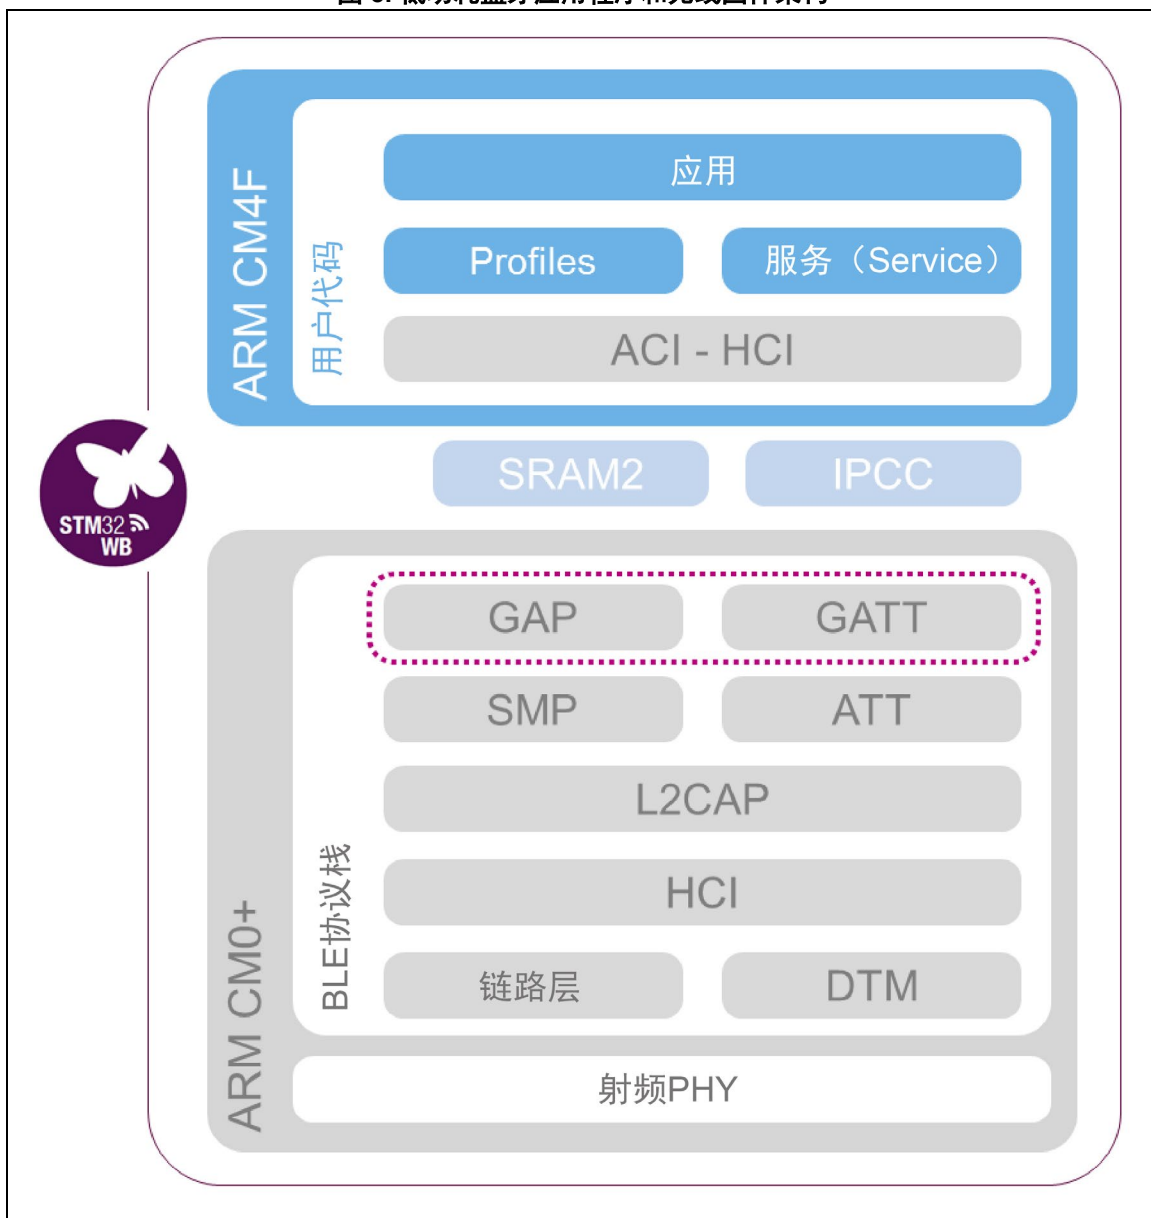 ARM CM4F
用户代码
应用
Profiles
服务（Service）
ACI - HCI
SRAM2
IPCC
STM32
WB
ARM CM0+
BLE协议栈
GAP
GATT
SMP
ATT
L2CAP
HCI
链路层
DTM
射频PHY